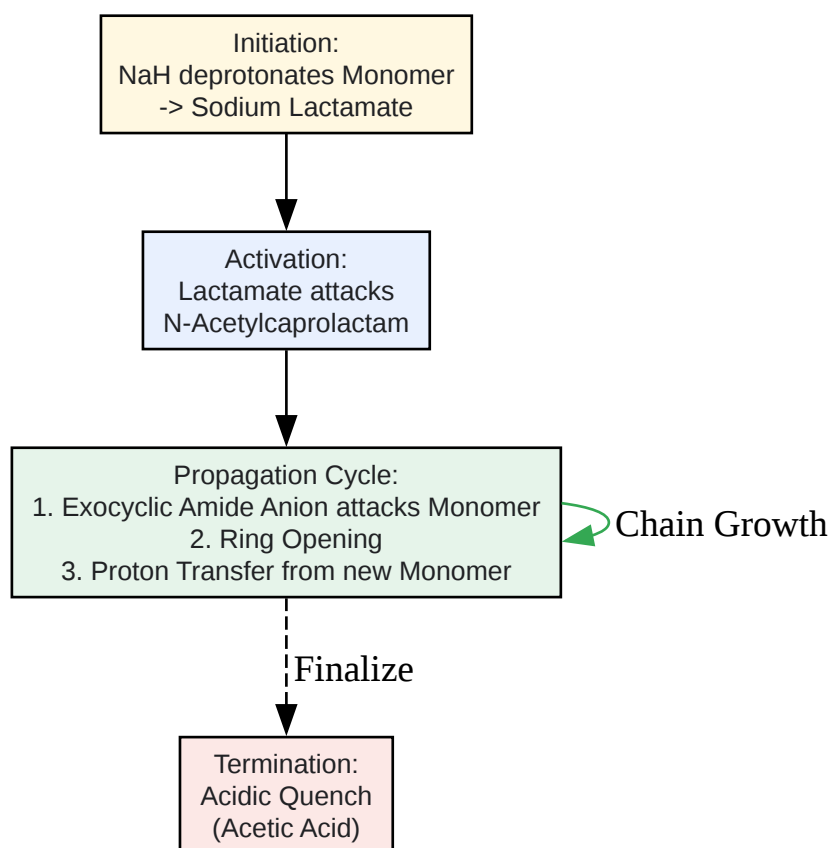 Initiation:
NaH deprotonates Monomer
-> Sodium Lactamate
Activation:
Lactamate attacks
N-Acetylcaprolactam
Propagation Cycle:
1. Exocyclic Amide Anion attacks Monomer
2. Ring Opening
3. Proton Transfer from new Monomer
Chain Growth
Finalize
Termination:
Acidic Quench
(Acetic Acid)